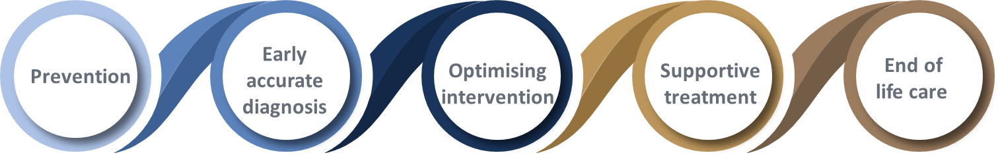 Prevention
Early
accurate
diagnosis
Optimising
intervention
Supportive
treatment
End of
life care